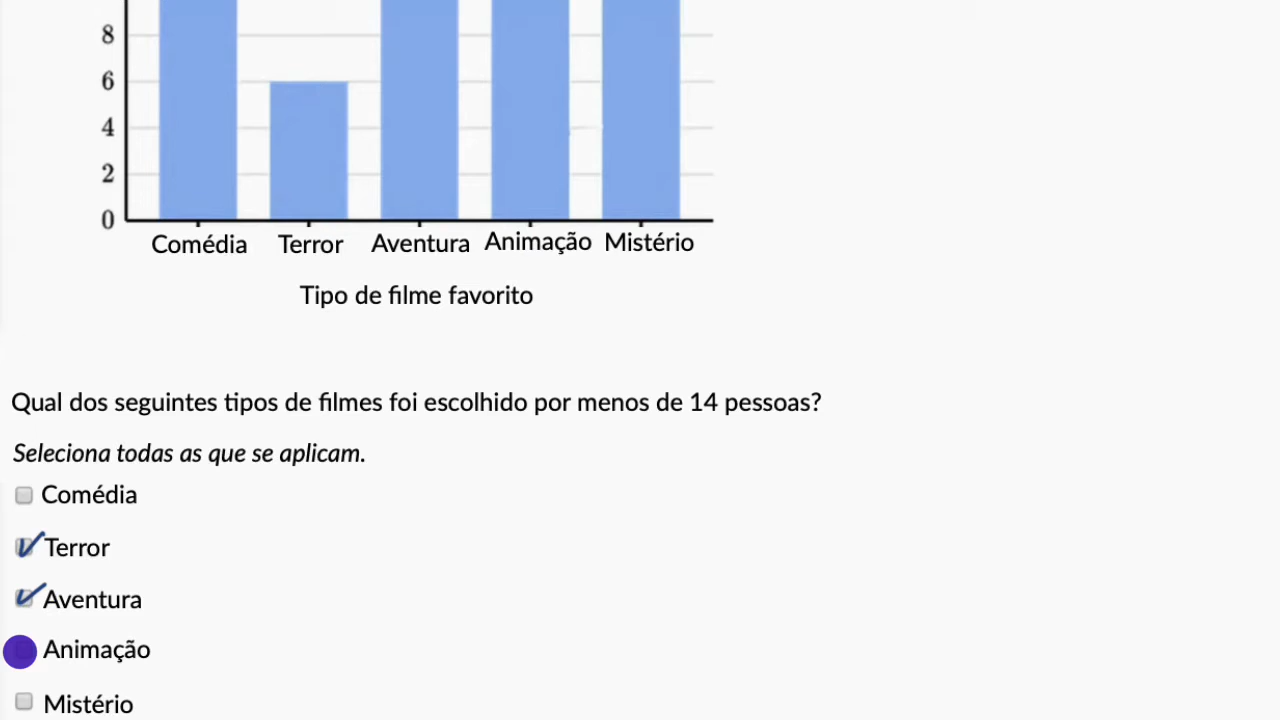 8
6
4
2
0
Comédia Terror Aventura Animação Mistério
Tipo de filme favorito
Qual dos seguintes tipos de filmes foi escolhido por menos de 14 pessoas?
Seleciona todas as que se aplicam.
Comédia
Terror
Aventura
Animação
Mistério